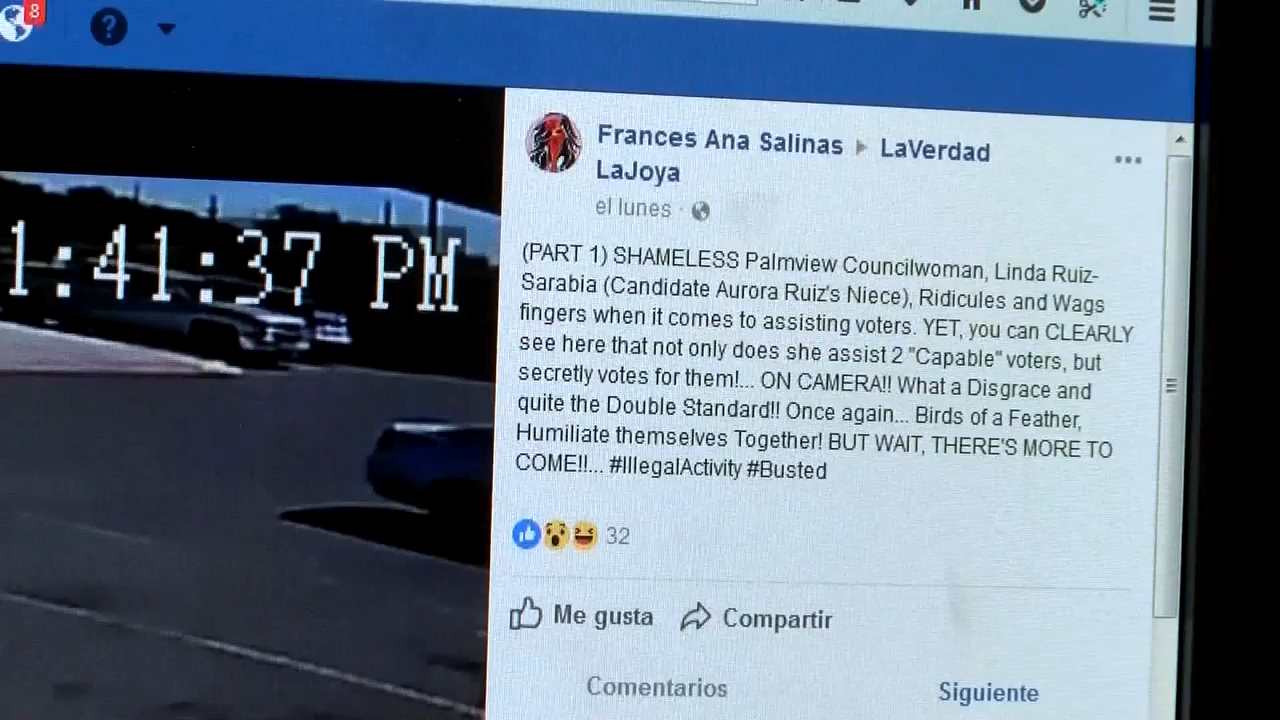 8
?
1:41:37 PM
Frances Ana Salinas ▸ LaVerdad
LaJoya
el lunes ·
(PART 1) SHAMELESS Palmview Councilwoman, Linda Ruiz-
Sarabia (Candidate Aurora Ruiz's Niece), Ridicules and Wags
fingers when it comes to assisting voters. YET, you can CLEARLY
see here that not only does she assist 2 "Capable" voters, but
secretly votes for them!... ON CAMERA!! What a Disgrace and
quite the Double Standard!! Once again... Birds of a Feather,
Humiliate themselves Together! BUT WAIT, THERE'S MORE TO
COME!!... #IllegalActivity #Busted
32
Me gusta Compartir
Comentarios Siguiente